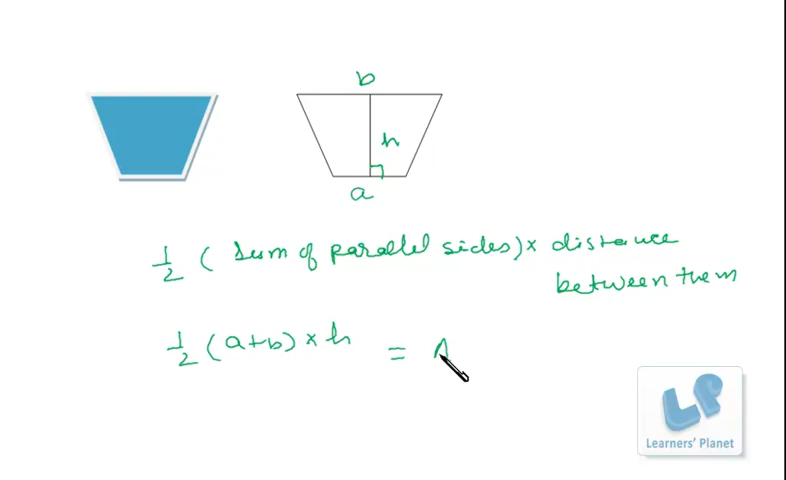 b
h
a
1/2 ( Sum of parallel sides) x distance
between them
1/2 (a+b) x h = A
Learners' Planet